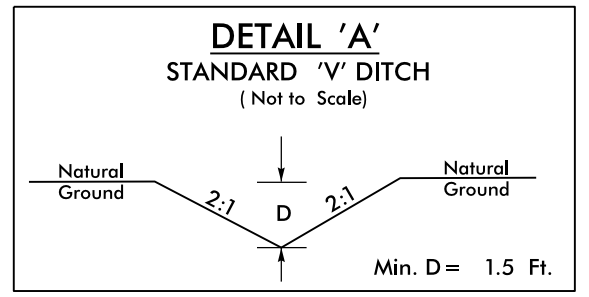 DETAIL 'A'
STANDARD 'V' DITCH
( Not to Scale)
Natural
Ground
2:1
D
2:1
Natural
Ground
Min. D = 1.5 Ft.